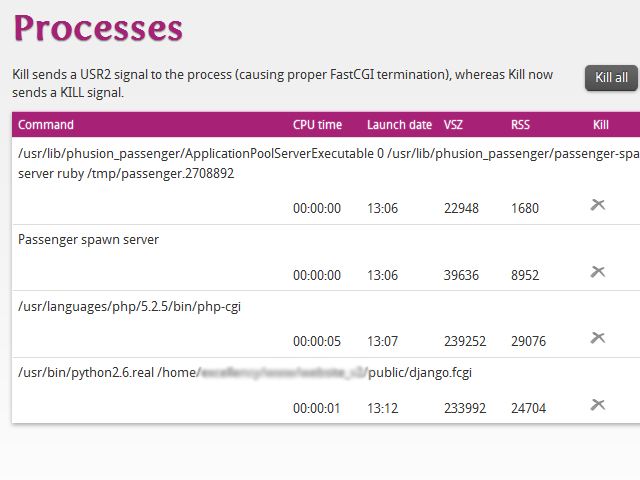 Processes
Kill sends a USR2 signal to the process (causing proper FastCGI termination), whereas Kill now
sends a KILL signal.
Kill all
Command CPU time Launch date VSZ RSS Kill
/usr/lib/phusion_passenger/ApplicationPoolServerExecutable 0 /usr/lib/phusion_passenger/passenger-spa
server ruby /tmp/passenger.2708892
00:00:00 13:06 22948 1680
Passenger spawn server
00:00:00 13:06 39636 8952
/usr/languages/php/5.2.5/bin/php-cgi
00:00:05 13:07 239252 29076
/usr/bin/python2.6.real /home/ /public/django.fcgi
00:00:01 13:12 233992 24704